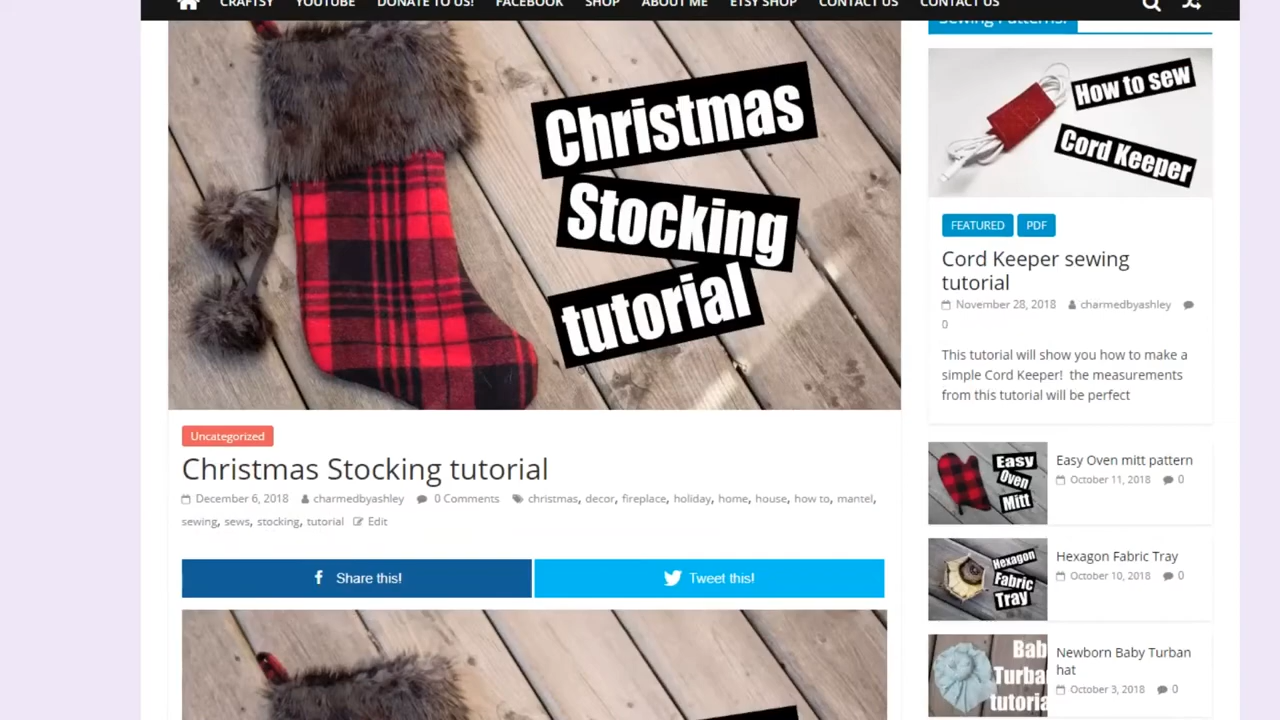 CRAFTSY YOUTUBE DONATE TO US! FACEBOOK SHOP ABOUT ME ETSY SHOP CONTACT US CONTACT US
Christmas
Stocking
tutorial
Uncategorized
Christmas Stocking tutorial
December 6, 2018 charmedbyashley 0 Comments christmas, decor, fireplace, holiday, home, house, how to, mantel,
sewing, sews, stocking, tutorial Edit
Share this! Tweet this!
Sewing Patterns!
How to sew
Cord Keeper
FEATURED PDF
Cord Keeper sewing
tutorial
November 28, 2018 charmedbyashley
0
This tutorial will show you how to make a
simple Cord Keeper!  the measurements
from this tutorial will be perfect
Easy
Oven
Mitt
Easy Oven mitt pattern
October 11, 2018 0
Hexagon
Fabric
Tray
Hexagon Fabric Tray
October 10, 2018 0
Bab
Turba
tutoria
Newborn Baby Turban
hat
October 3, 2018 0